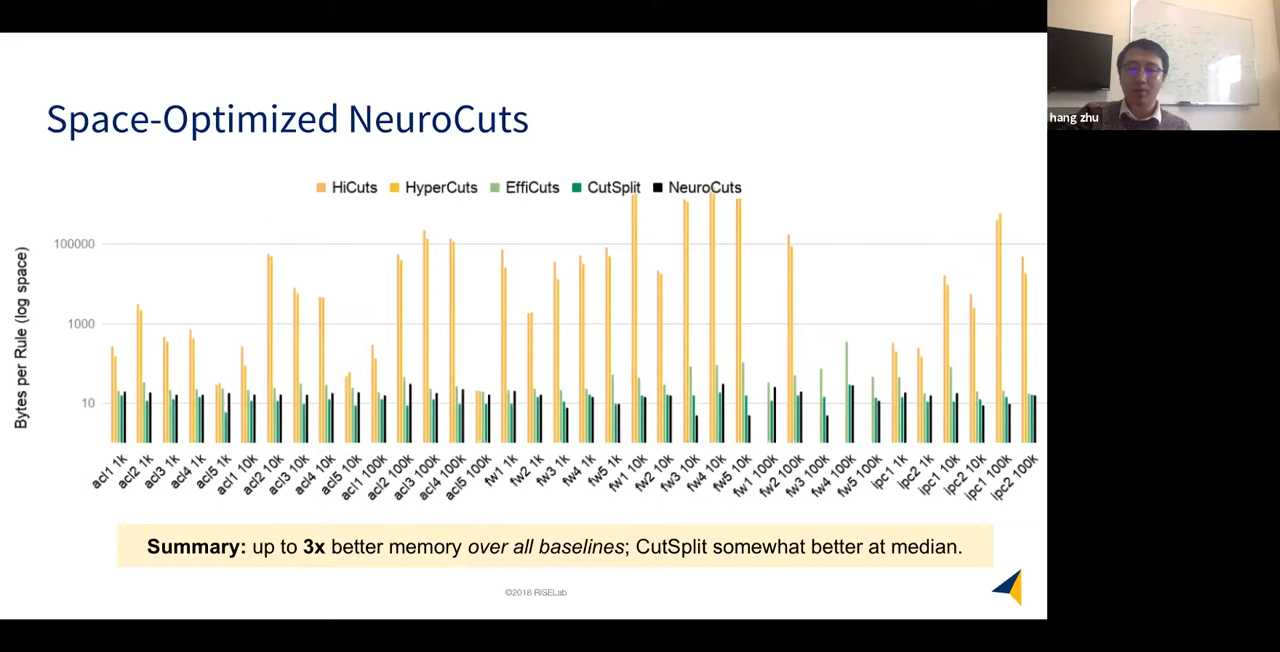 hang zhu
Space-Optimized NeuroCuts
HiCuts HyperCuts EffiCuts CutSplit NeuroCuts
Bytes per Rule (log space)
100000
1000
10
acl1 1k
acl2 1k
acl3 1k
acl4 1k
acl5 1k
acl1 10k
acl2 10k
acl3 10k
acl4 10k
acl5 10k
acl1 100k
acl2 100k
acl3 100k
acl4 100k
acl5 100k
fw1 1k
fw2 1k
fw3 1k
fw4 1k
fw5 1k
fw1 10k
fw2 10k
fw3 10k
fw4 10k
fw5 10k
fw1 100k
fw2 100k
fw3 100k
fw4 100k
fw5 100k
ipc1 1k
ipc2 1k
ipc1 10k
ipc2 10k
ipc1 100k
ipc2 100k
Summary: up to 3x better memory over all baselines; CutSplit somewhat better at median.
©2018 RISELab